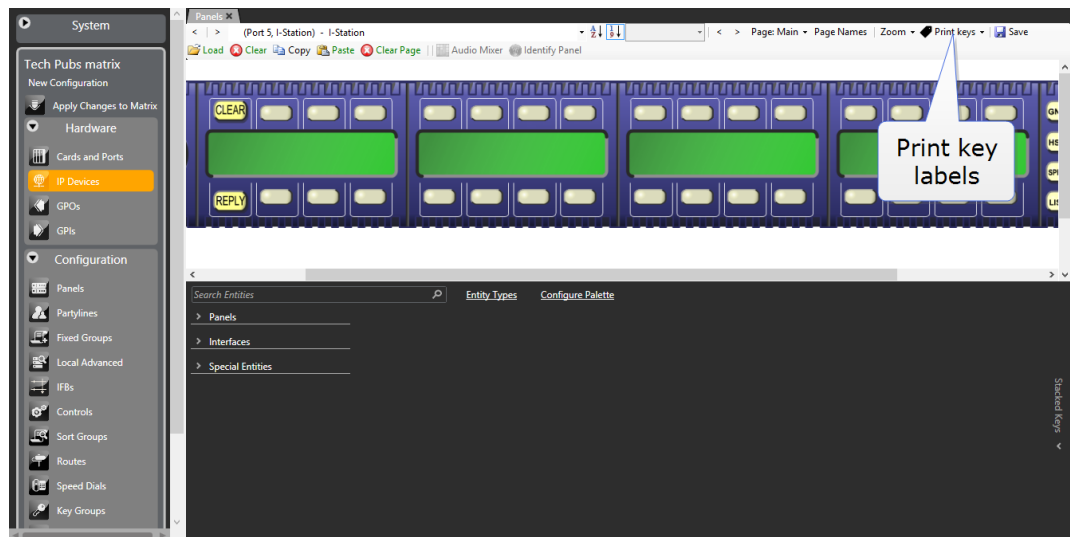 System
Tech Pubs matrix
New Configuration
Apply Changes to Matrix
Hardware
Cards and Ports
IP Devices
GPOs
GPIs
Configuration
Panels
Partylines
Fixed Groups
Local Advanced
IFBs
Controls
Sort Groups
Routes
Speed Dials
Key Groups
Panels
< | > (Port 5, I-Station) - I-Station < > Page: Main Page Names Zoom Print keys Save
Load Clear Copy Paste Clear Page Audio Mixer Identify Panel
CLEAR
REPLY
Print key
labels
HS
Search Entities Entity Types Configure Palette
> Panels
> Interfaces
> Special Entities
Stacked Keys